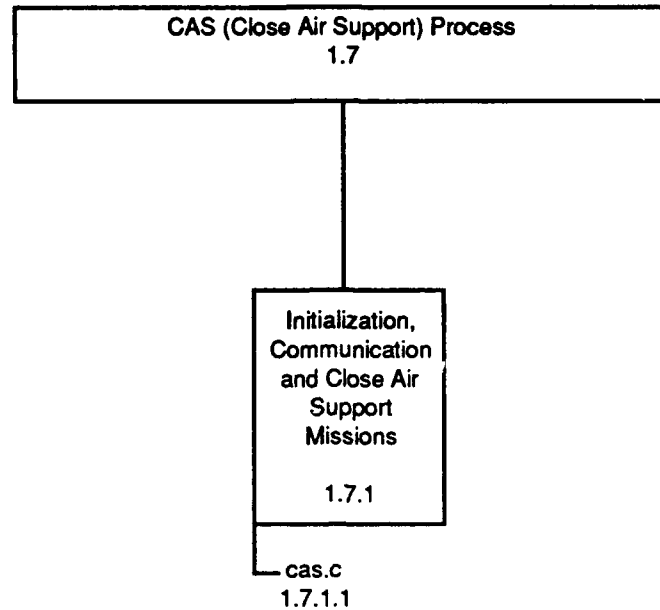 CAS (Close Air Support) Process
1.7
Initialization,
Communication
and Close Air
Support
Missions
1.7.1
cas.c
1.7.1.1